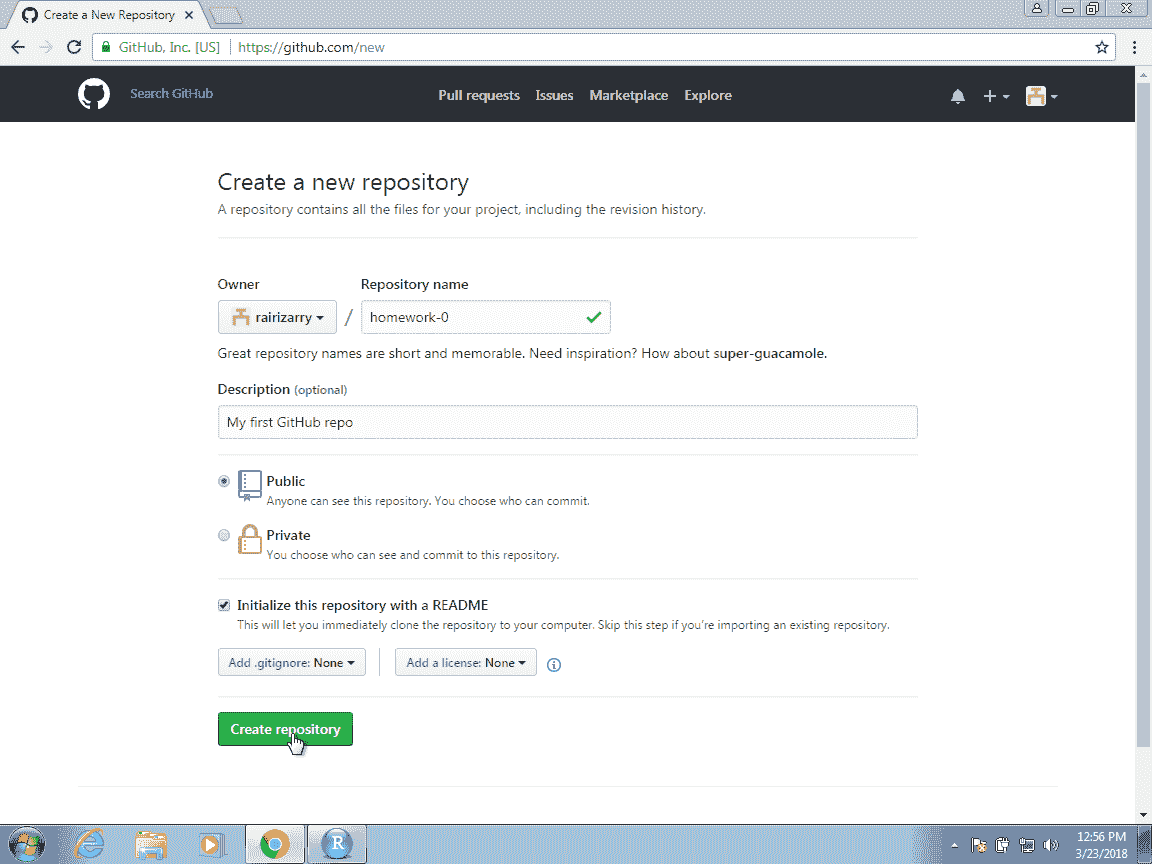 Create a New Repository
GitHub, Inc. [US] https://github.com/new
Search GitHub Pull requests Issues Marketplace Explore
Create a new repository
A repository contains all the files for your project, including the revision history.
Owner Repository name
rairizarry / homework-0
Great repository names are short and memorable. Need inspiration? How about super-guacamole.
Description (optional)
My first GitHub repo
Public
Anyone can see this repository. You choose who can commit.
Private
You choose who can see and commit to this repository.
Initialize this repository with a README
This will let you immediately clone the repository to your computer. Skip this step if you're importing an existing repository.
Add .gitignore: None Add a license: None
Create repository
R
12:56 PM
3/23/2018